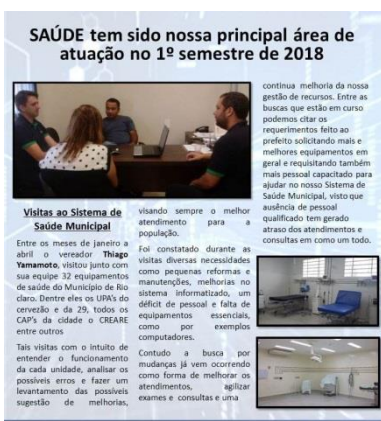 SAÚDE tem sido nossa principal área de
atuação no 1º semestre de 2018
Visitas ao Sistema de
Saúde Municipal
Entre os meses de janeiro a
abril o vereador Thiago
Yamamoto, visitou junto com
sua equipe 32 equipamentos
de saúde do Município de Rio
claro. Dentre eles os UPA's do
cervezão e da 29, todos os
CAP's da cidade o CREARE
entre outros
Tais visitas com o intuito de
entender o funcionamento
da cada unidade, analisar os
possíveis erros e fazer um
levantamento das possíveis
sugestão de melhorias,
visando sempre o melhor
atendimento para a
população.
Foi constatado durante as
visitas diversas necessidades
como pequenas reformas e
manutenções, melhorias no
sistema informatizado, um
déficit de pessoal e falta de
equipamentos essenciais,
como por exemplos
computadores.
Contudo a busca por
mudanças já vem ocorrendo
como forma de melhorar os
atendimentos, agilizar
exames e consultas e uma
continua melhoria da nossa
gestão de recursos. Entre as
buscas que estão em curso
podemos citar os
requerimentos feito ao
prefeito solicitando mais e
melhores equipamentos em
geral e requisitando também
mais pessoal capacitado para
ajudar no nosso Sistema de
Saúde Municipal, visto que
ausência de pessoal
qualificado tem gerado
atraso dos atendimentos e
consultas em como um todo.